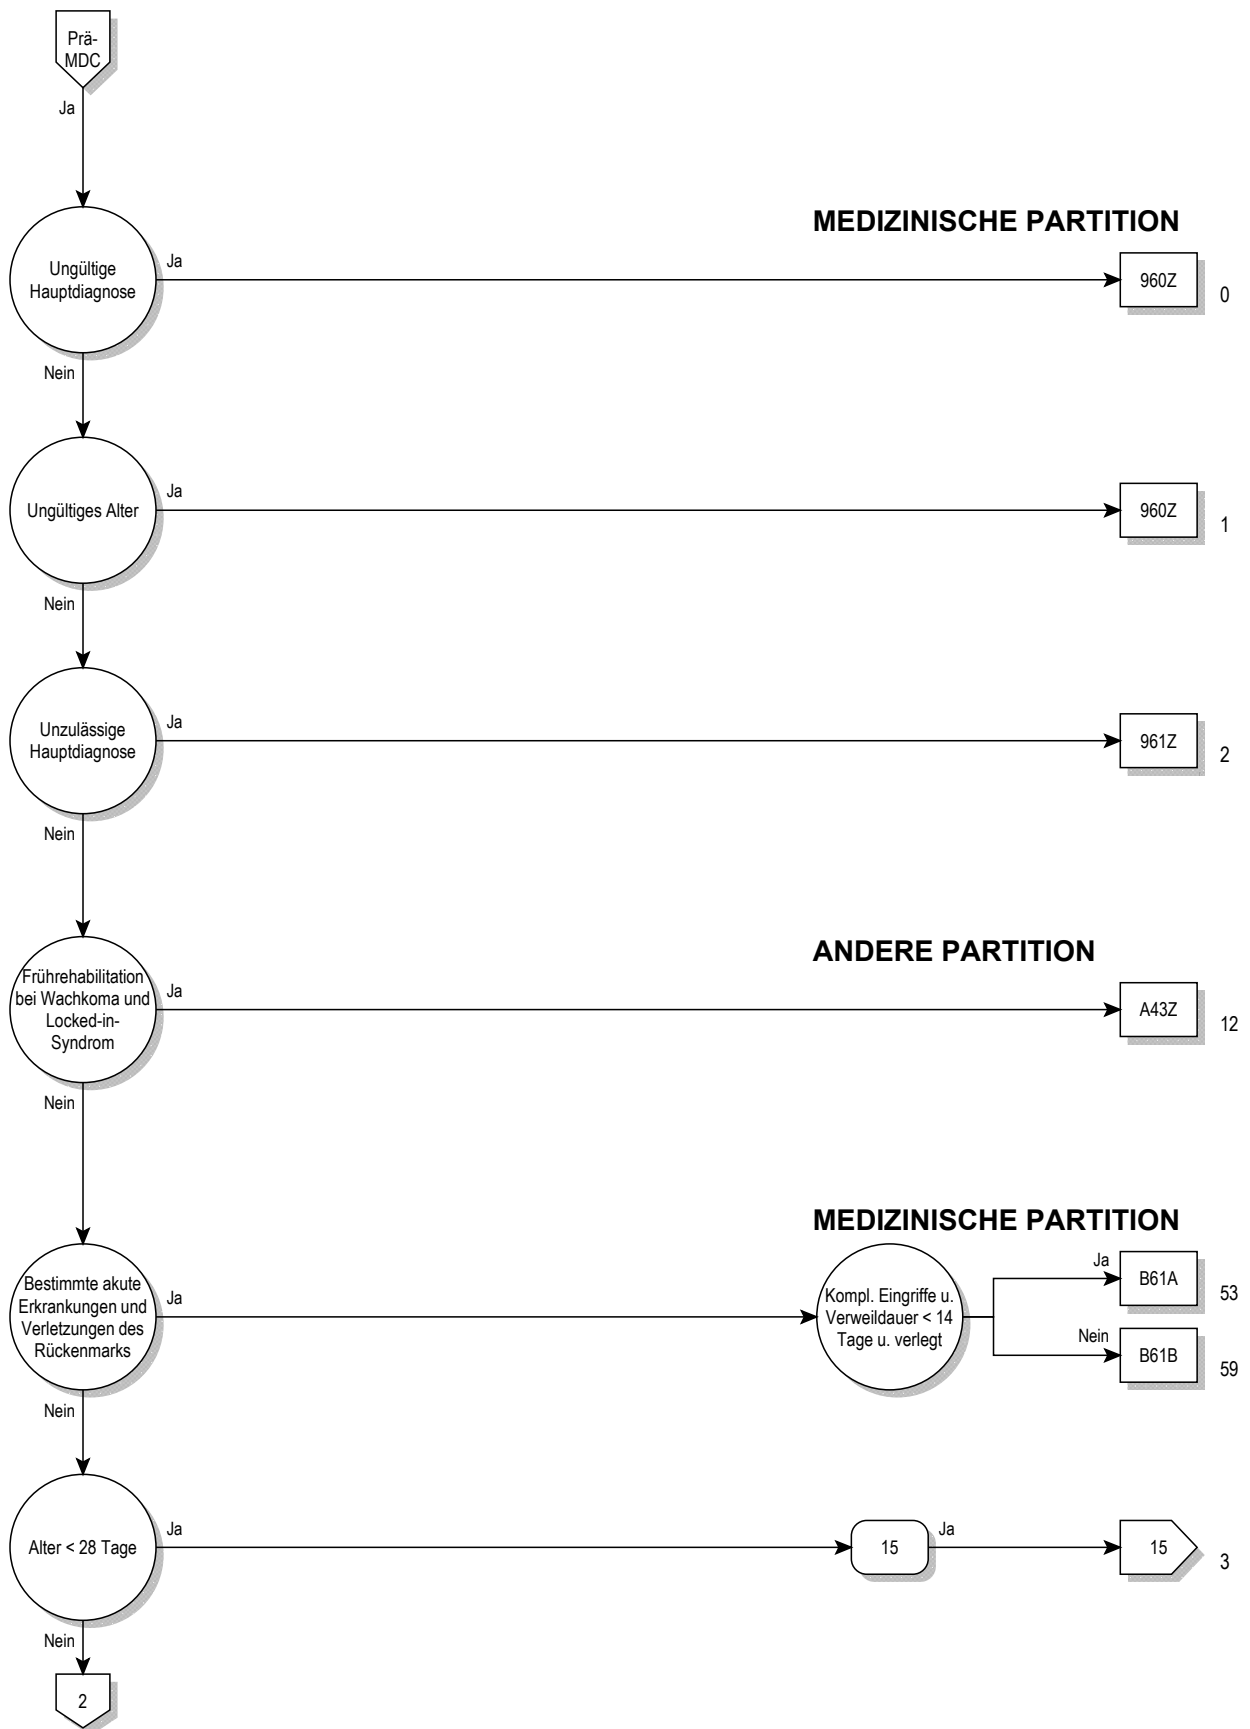 Prä-
MDC
Ja
MEDIZINISCHE PARTITION
Ungültige
Hauptdiagnose
Ja
960Z
0
Nein
Ungültiges Alter
Ja
960Z
1
Nein
Unzulässige
Hauptdiagnose
Ja
961Z
2
Nein
ANDERE PARTITION
Frührehabilitation
bei Wachkoma und
Locked-in-
Syndrom
Ja
A43Z
12
Nein
MEDIZINISCHE PARTITION
Bestimmte akute
Erkrankungen und
Verletzungen des
Rückenmarks
Ja
Kompl. Eingriffe u.
Verweildauer < 14
Tage u. verlegt
Ja
B61A
53
Nein
B61B
59
Nein
Alter < 28 Tage
Ja
15
Ja
15
3
Nein
2